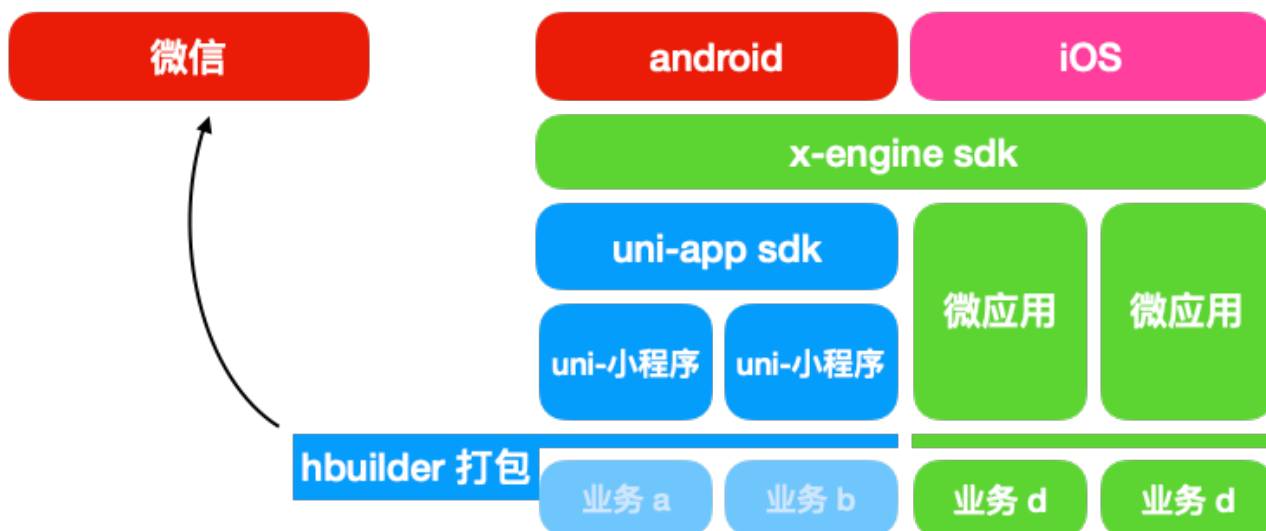 微信
android
iOS
x-engine sdk
uni-app sdk
微应用
微应用
uni-小程序
uni-小程序
hbuilder 打包
业务 a
业务 b
业务 d
业务 d